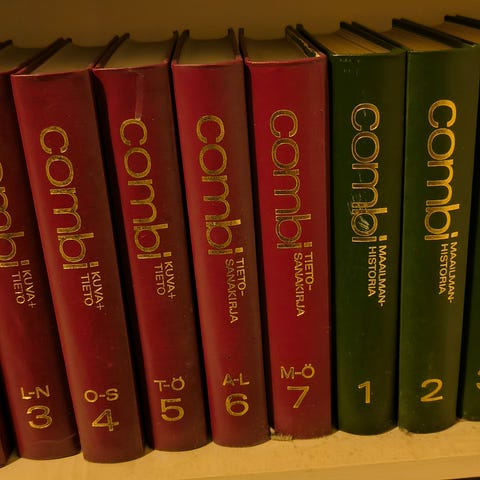 combi
KUVA+
TIETO
L-N
3
combi
KUVA+
TIETO
O-S
4
combi
KUVA+
TIETO
T-Ö
5
combi
TIETO-
SANAKIRJA
A-L
6
combi
TIETO-
SANAKIRJA
M-Ö
7
combi
MAAILMAN-
HISTORIA
1
combi
MAAILMAN-
HISTORIA
2
3